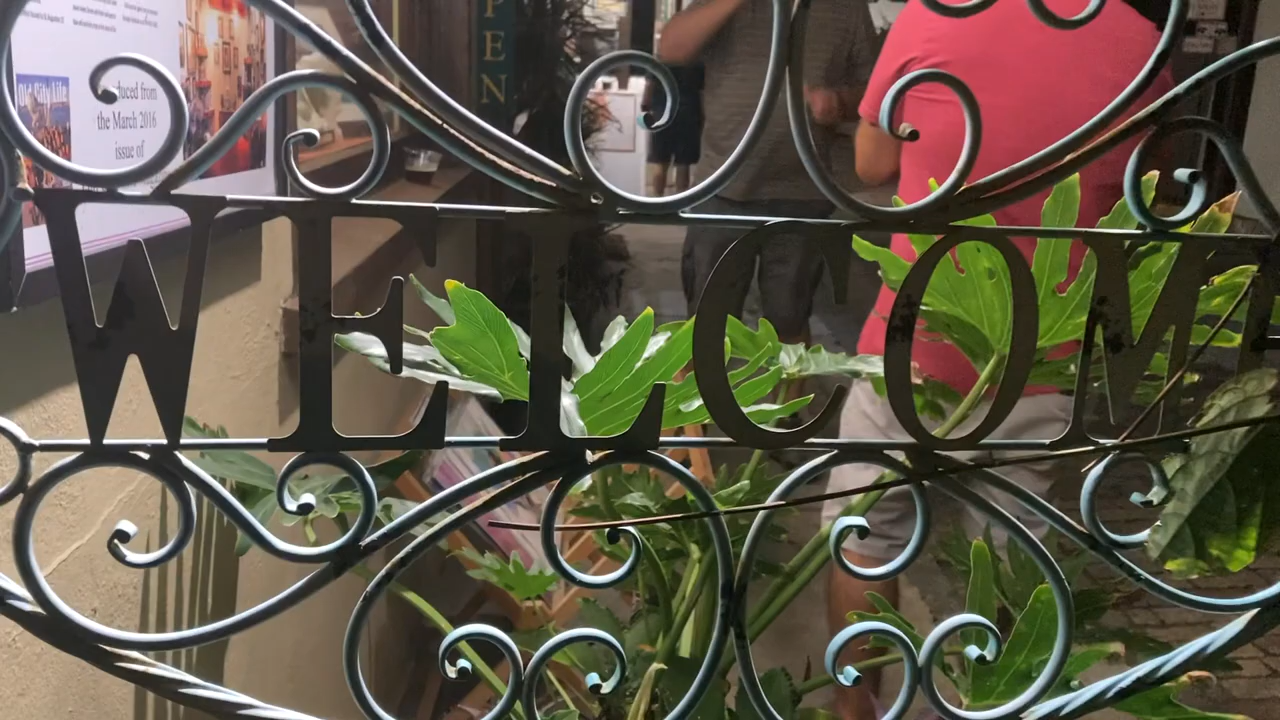 PEN
Old City Life
duced from
the March 2016
issue of
WELCOM